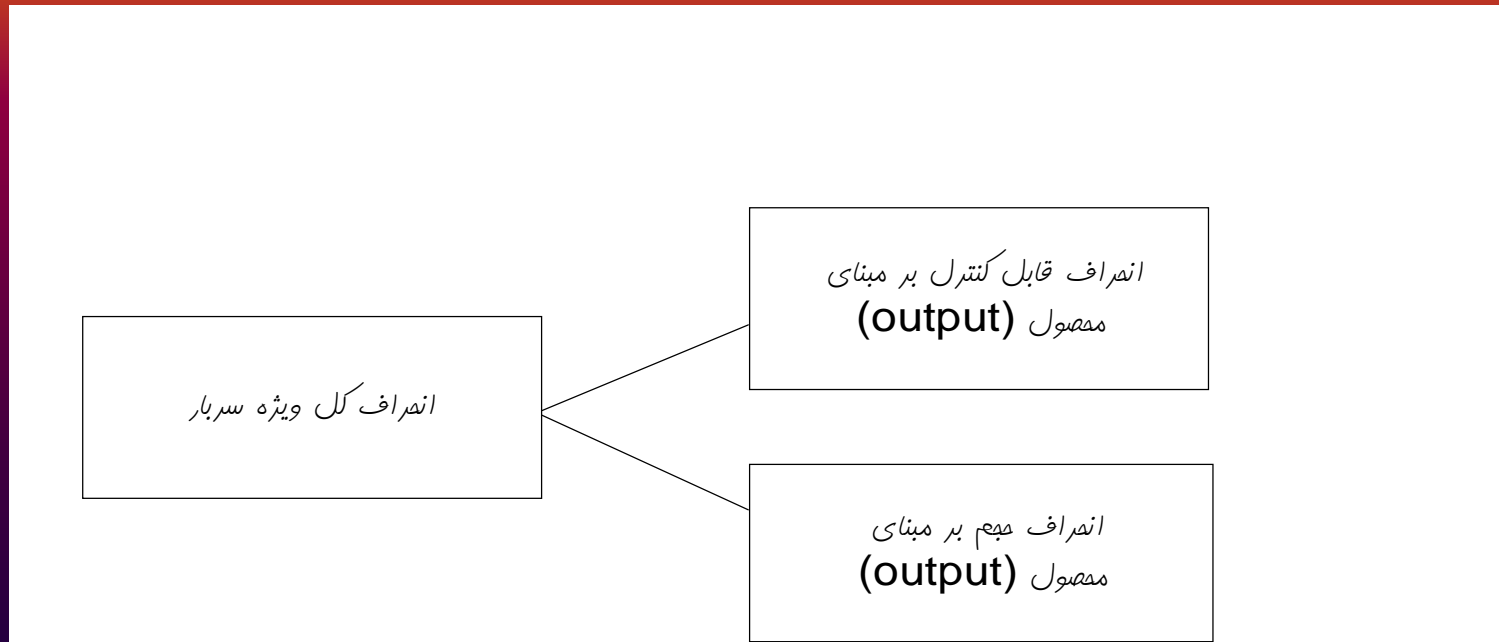 انحراف قابل کنترل بر مبنای
محصول (output)
انحراف کل ویژه سربار
انحراف حجم بر مبنای
محصول (output)